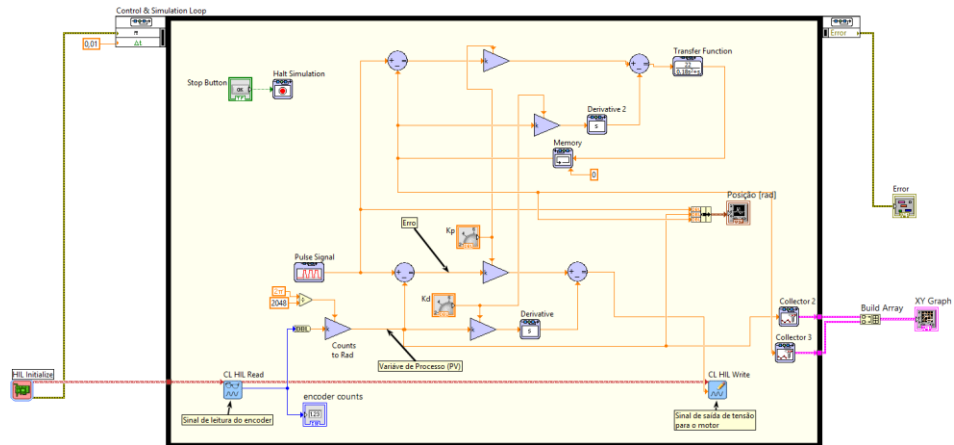 Control & Simulation Loop
Error
0,01
Δt
Stop Button
Halt Simulation
Transfer Function
Derivative 2
Memory
0
Posição [rad]
Error
Erro
Kp
Pulse Signal
Kd
2π
2048
Derivative
Counts
to Rad
Collector 2
Build Array
XY Graph
Collector 3
Variáve de Processo (PV)
HIL Initialize
CL HIL Read
CL HIL Write
encoder counts
Sinal de leitura do encoder
Sinal de saída de tensão
para o motor